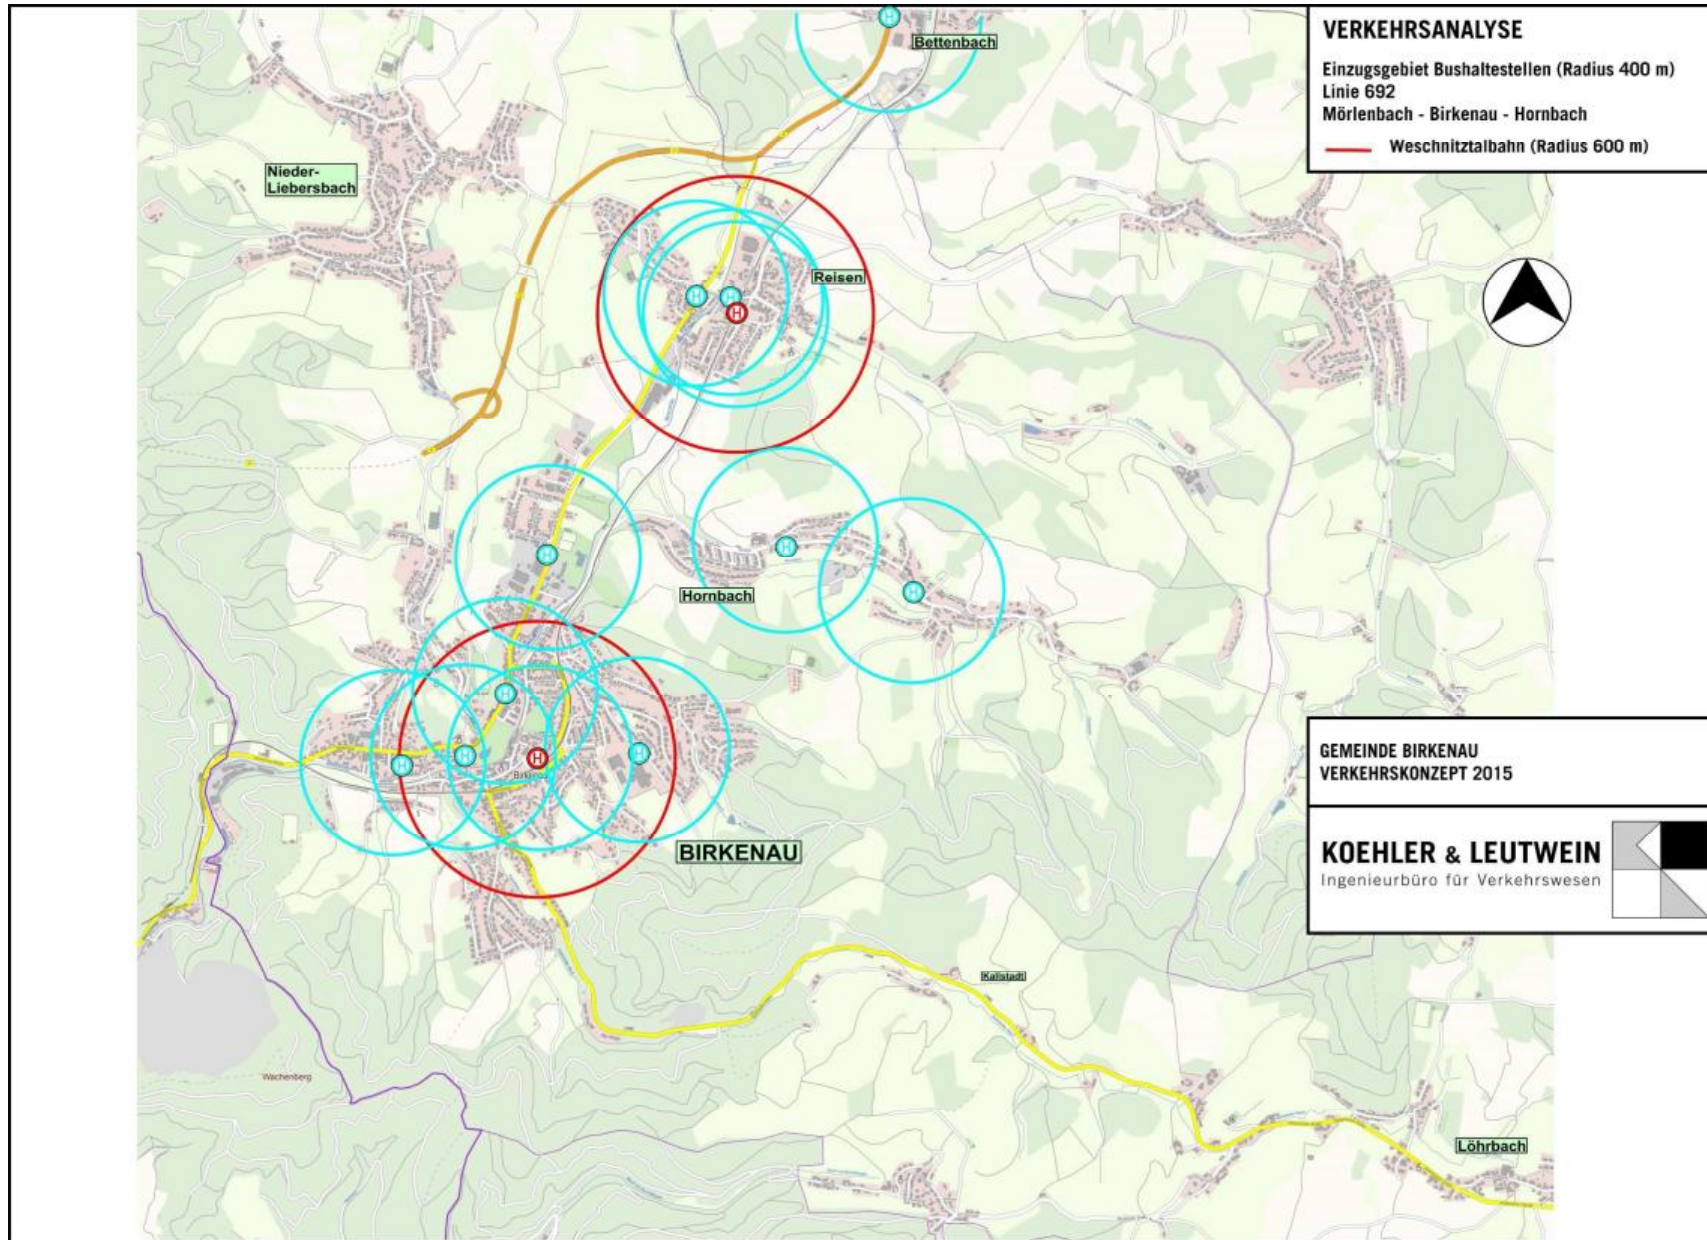 VERKEHRSANALYSE
Einzugsgebiet Bushaltestellen (Radius 400 m)
Linie 692
Mörlenbach - Birkenau - Hornbach
Weschnitztalbahn (Radius 600 m)
H
Bettenbach
Nieder-
Liebersbach
Reisen
H
H
H
H
H
H
Hornbach
H
H
H
H
H
Birkenau
BIRKENAU
GEMEINDE BIRKENAU
VERKEHRSKONZEPT 2015
KOEHLER & LEUTWEIN
Ingenieurbüro für Verkehrswesen
Kallstadt
Wachenberg
Löhrbach